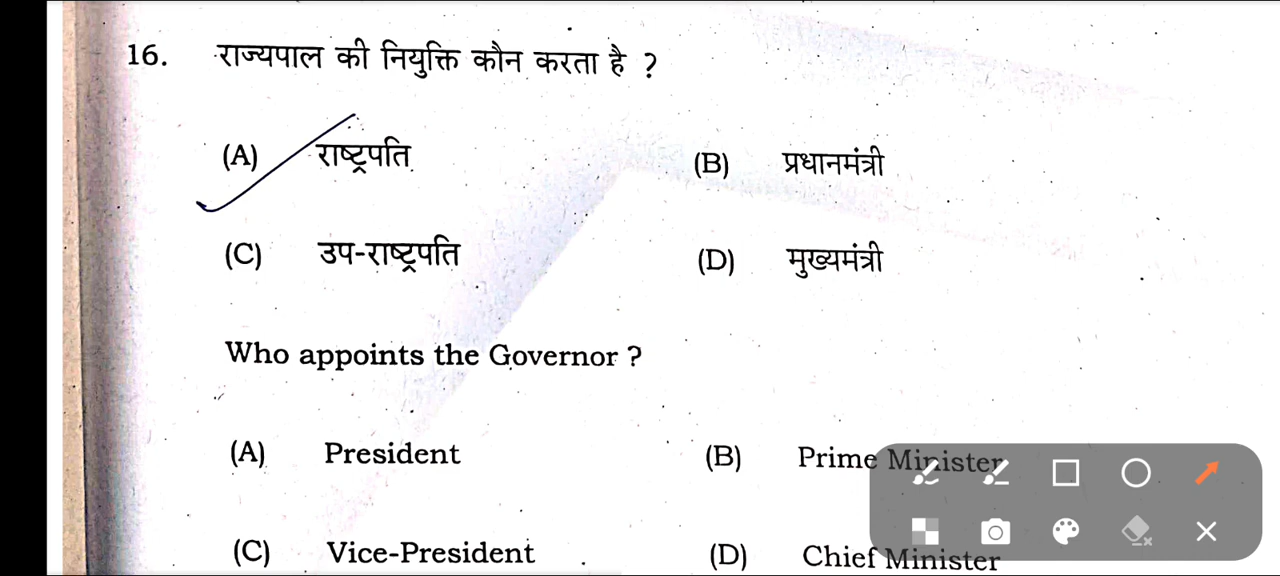 16. राज्यपाल की नियुक्ति कौन करता है ?
(A) राष्ट्रपति (B) प्रधानमंत्री
(C) उप-राष्ट्रपति (D) मुख्यमंत्री
Who appoints the Governor ?
(A) President (B) Prime Minister
(C) Vice-President (D) Chief Minister